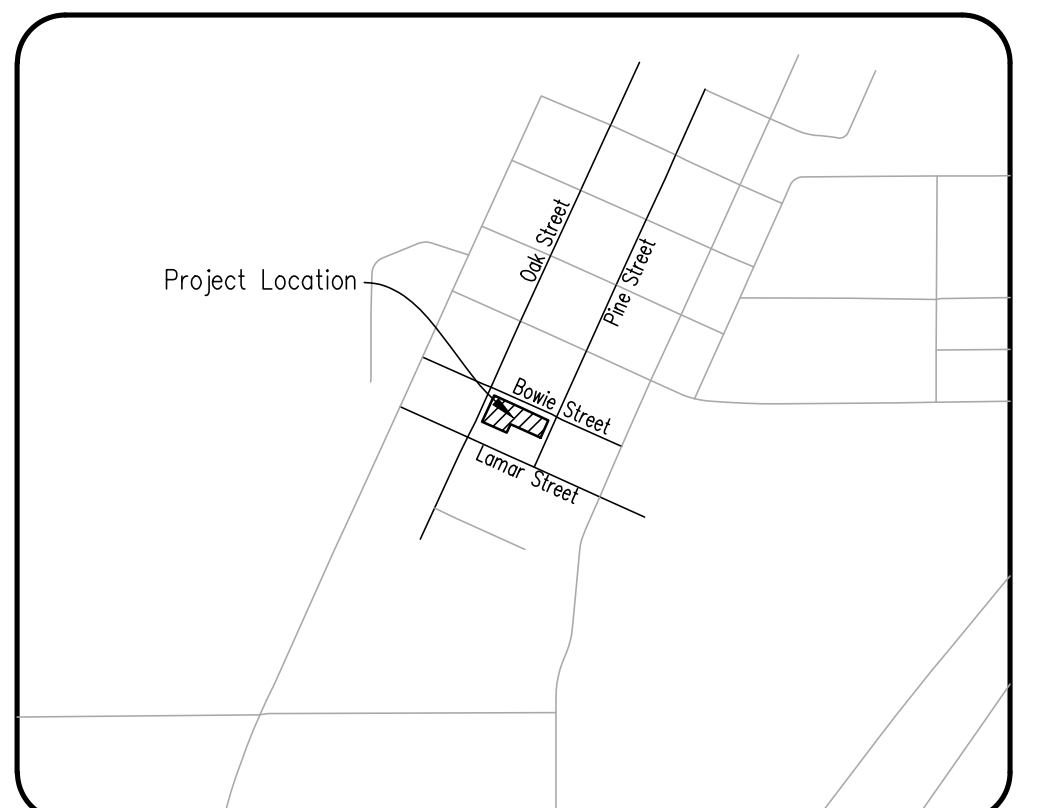 Oak Street
Pine Street
Project Location
Bowie Street
Lamar Street